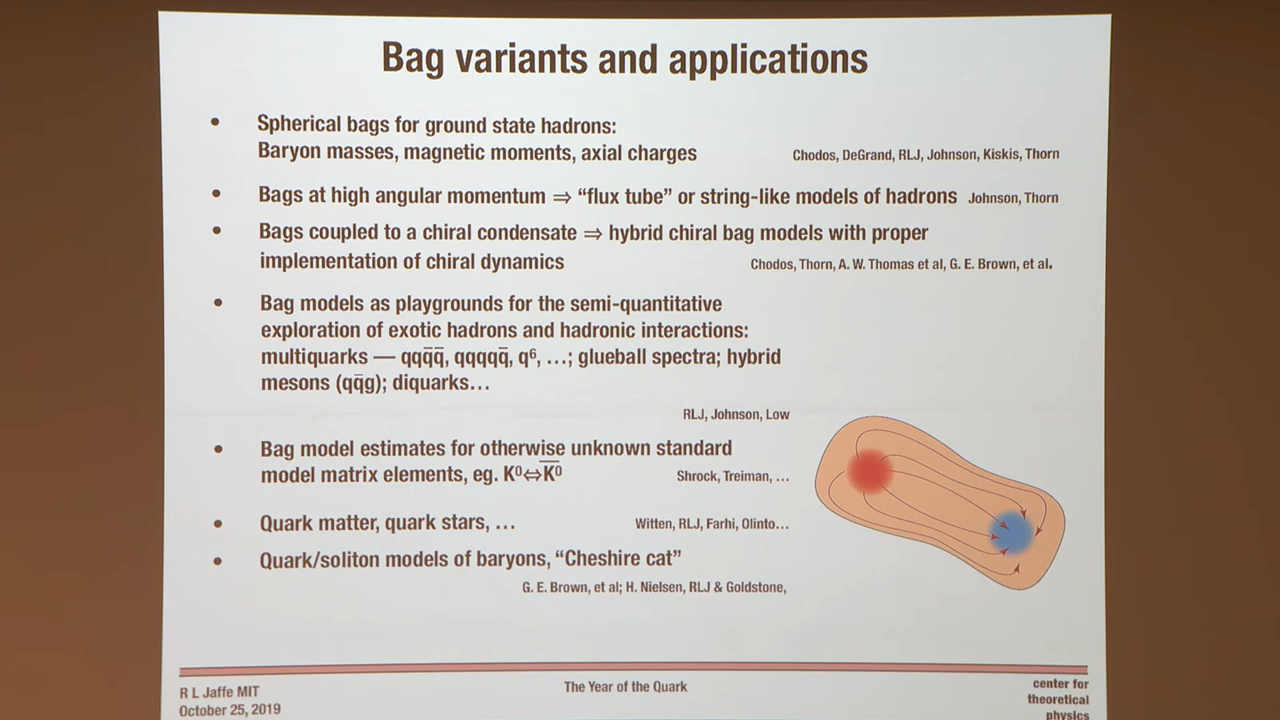 Bag variants and applications
• Spherical bags for ground state hadrons:
Baryon masses, magnetic moments, axial charges
Chodos, DeGrand, RLJ, Johnson, Kiskis, Thorn
• Bags at high angular momentum ⇒ “flux tube” or string-like models of hadrons
Johnson, Thorn
• Bags coupled to a chiral condensate ⇒ hybrid chiral bag models with proper
implementation of chiral dynamics
Chodos, Thorn, A. W. Thomas et al, G. E. Brown, et al.
• Bag models as playgrounds for the semi-quantitative
exploration of exotic hadrons and hadronic interactions:
multiquarks — qqq̄q̄, qqqqq̄, q⁶, …; glueball spectra; hybrid
mesons (qq̄g); diquarks…
RLJ, Johnson, Low
• Bag model estimates for otherwise unknown standard
model matrix elements, eg. K⁰⇔K̅⁰
Shrock, Treiman, …
• Quark matter, quark stars, …
Witten, RLJ, Farhi, Olinto…
• Quark/soliton models of baryons, “Cheshire cat”
G. E. Brown, et al; H. Nielsen, RLJ & Goldstone,
R L Jaffe MIT
October 25, 2019
The Year of the Quark
center for
theoretical
physics